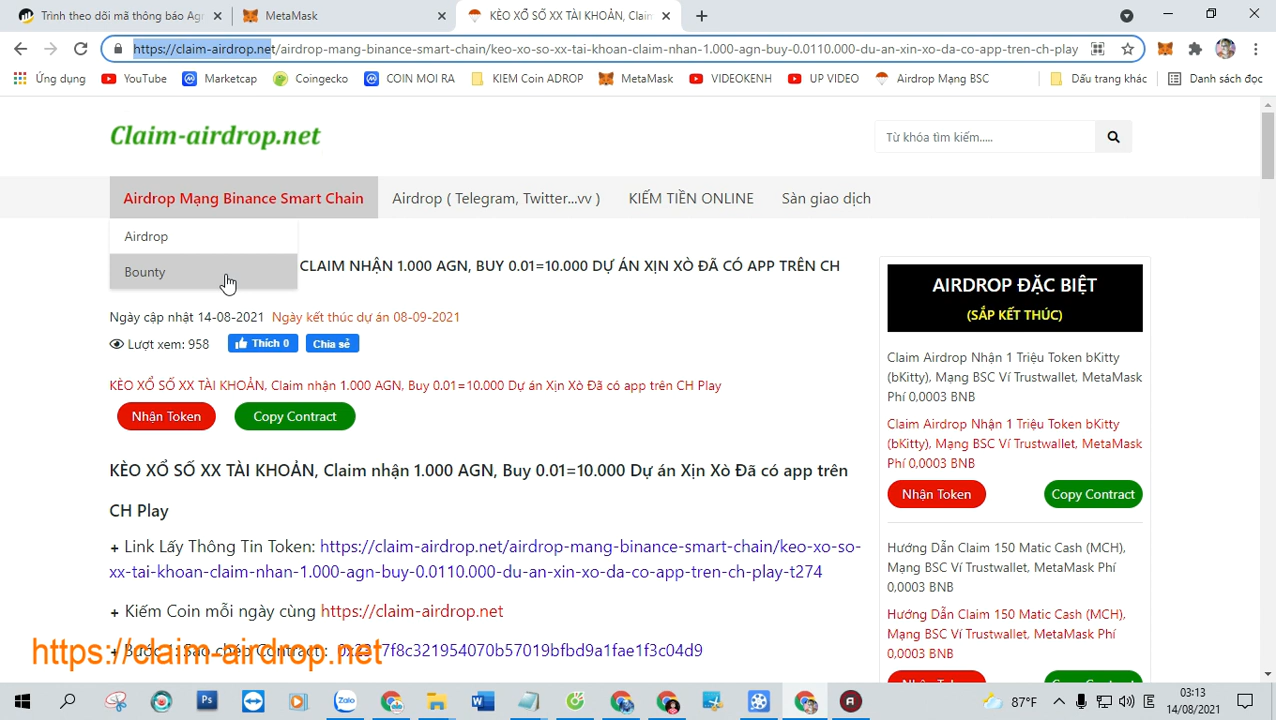 Trình theo dõi mã thông báo Agn
MetaMask
KÈO XỔ SỐ XX TÀI KHOẢN, Claim
https://claim-airdrop.net/airdrop-mang-binance-smart-chain/keo-xo-so-xx-tai-khoan-claim-nhan-1.000-agn-buy-0.0110.000-du-an-xin-xo-da-co-app-tren-ch-play
Ứng dụng
YouTube
Marketcap
Coingecko
COIN MOI RA
KIEM Coin ADROP
MetaMask
VIDEOKENH
UP VIDEO
Airdrop Mạng BSC
Dấu trang khác
Danh sách đọc
Claim-airdrop.net
Từ khóa tìm kiếm.....
Airdrop Mạng Binance Smart Chain
Airdrop ( Telegram, Twitter...vv )
KIẾM TIỀN ONLINE
Sàn giao dịch
Airdrop
Bounty
CLAIM NHẬN 1.000 AGN, BUY 0.01=10.000 DỰ ÁN XỊN XÒ ĐÃ CÓ APP TRÊN CH
Ngày cập nhật 14-08-2021 Ngày kết thúc dự án 08-09-2021
Lượt xem: 958
Thích 0
Chia sẻ
KÈO XỔ SỐ XX TÀI KHOẢN, Claim nhận 1.000 AGN, Buy 0.01=10.000 Dự án Xịn Xò Đã có app trên CH Play
Nhận Token
Copy Contract
KÈO XỔ SỐ XX TÀI KHOẢN, Claim nhận 1.000 AGN, Buy 0.01=10.000 Dự án Xịn Xò Đã có app trên
CH Play
+ Link Lấy Thông Tin Token: https://claim-airdrop.net/airdrop-mang-binance-smart-chain/keo-xo-so-
xx-tai-khoan-claim-nhan-1.000-agn-buy-0.0110.000-du-an-xin-xo-da-co-app-tren-ch-play-t274
+ Kiếm Coin mỗi ngày cùng https://claim-airdrop.net
Sao chép Contract :
https://claim-airdrop.net
AIRDROP ĐẶC BIỆT
(SẮP KẾT THÚC)
Claim Airdrop Nhận 1 Triệu Token bKitty
(bKitty), Mạng BSC Ví Trustwallet, MetaMask
Phí 0,0003 BNB
Claim Airdrop Nhận 1 Triệu Token bKitty
(bKitty), Mạng BSC Ví Trustwallet, MetaMask
Phí 0,0003 BNB
Nhận Token
Copy Contract
Hướng Dẫn Claim 150 Matic Cash (MCH),
Mạng BSC Ví Trustwallet, MetaMask Phí
0,0003 BNB
Hướng Dẫn Claim 150 Matic Cash (MCH),
Mạng BSC Ví Trustwallet, MetaMask Phí
0,0003 BNB
Nhận Token
Copy Contract
87°F
03:13
14/08/2021